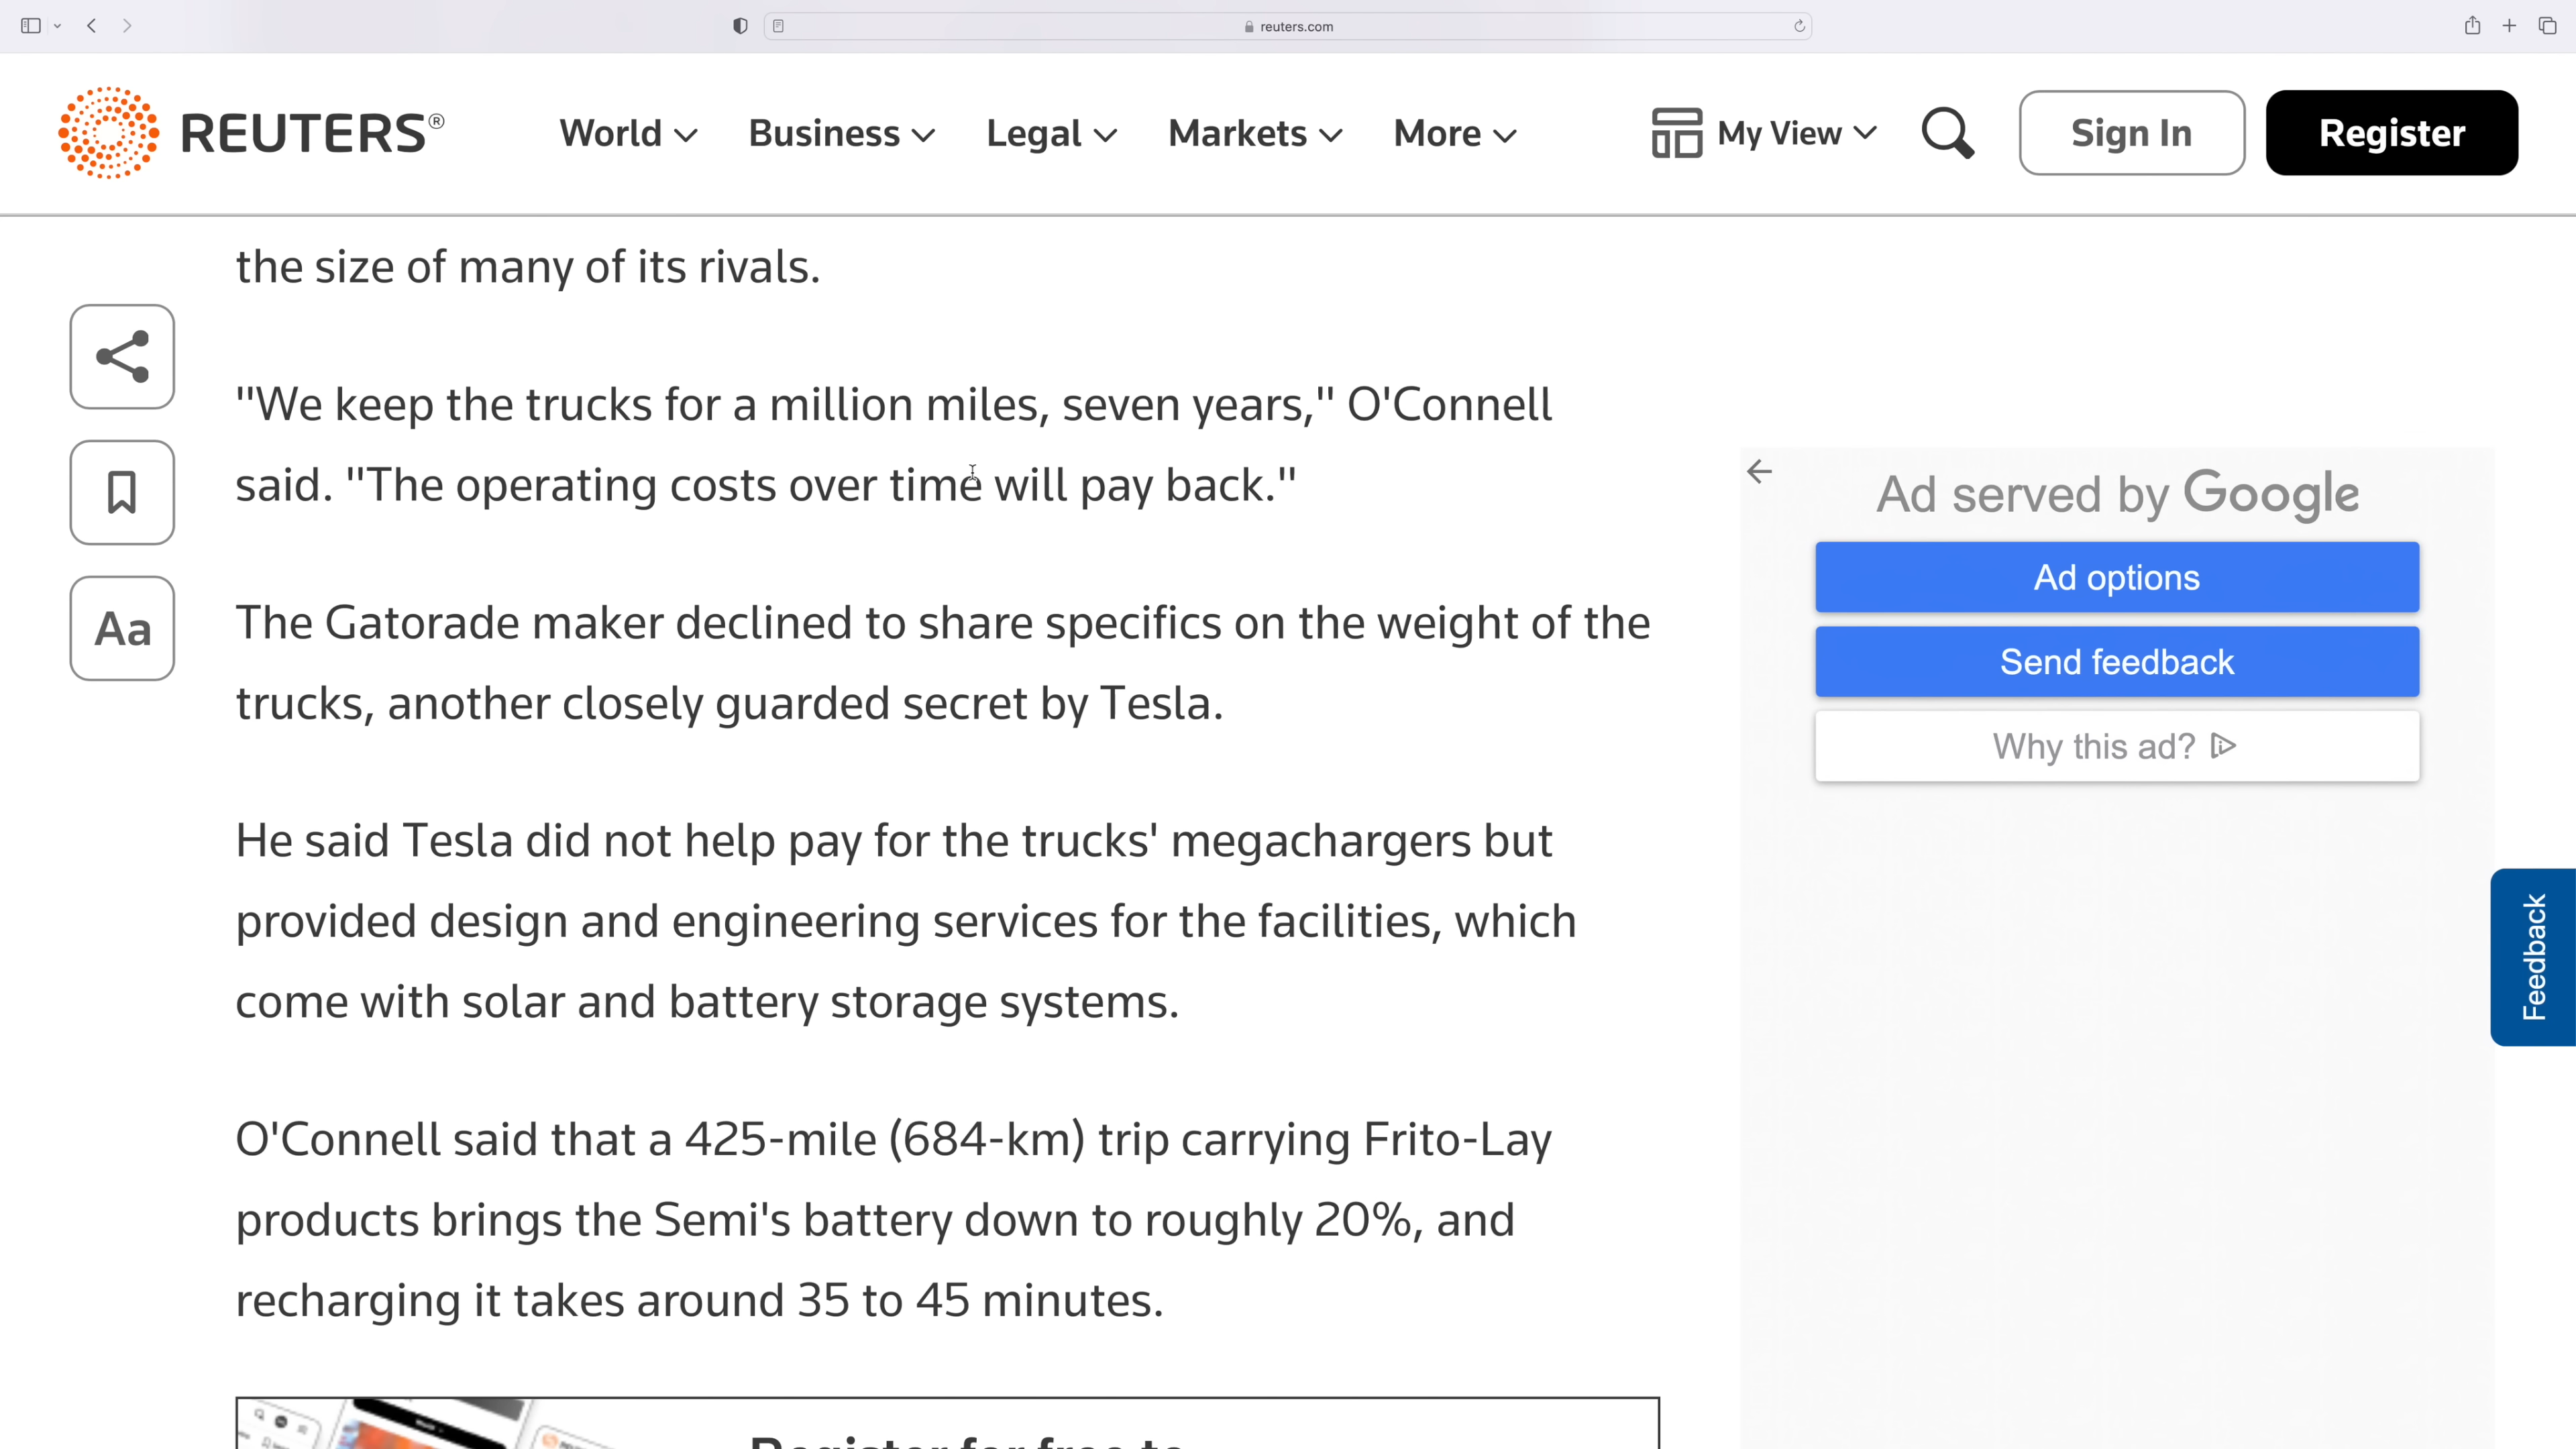 reuters.com
REUTERS®
World
Business
Legal
Markets
More
My View
Sign In
Register
the size of many of its rivals.
"We keep the trucks for a million miles, seven years," O'Connell
said. "The operating costs over time will pay back."
The Gatorade maker declined to share specifics on the weight of the
trucks, another closely guarded secret by Tesla.
He said Tesla did not help pay for the trucks' megachargers but
provided design and engineering services for the facilities, which
come with solar and battery storage systems.
O'Connell said that a 425-mile (684-km) trip carrying Frito-Lay
products brings the Semi's battery down to roughly 20%, and
recharging it takes around 35 to 45 minutes.
Aa
Ad served by Google
Ad options
Send feedback
Why this ad?
Feedback
Register for free to